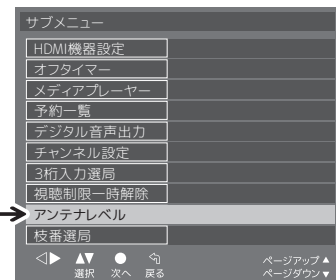 サブメニュー
HDMI機器設定
オフタイマー
メディアプレーヤー
予約一覧
デジタル音声出力
チャンネル設定
3桁入力選局
視聴制限一時解除
アンテナレベル
枝番選局
選択 次へ 戻る
ページアップ▲
ページダウン▼